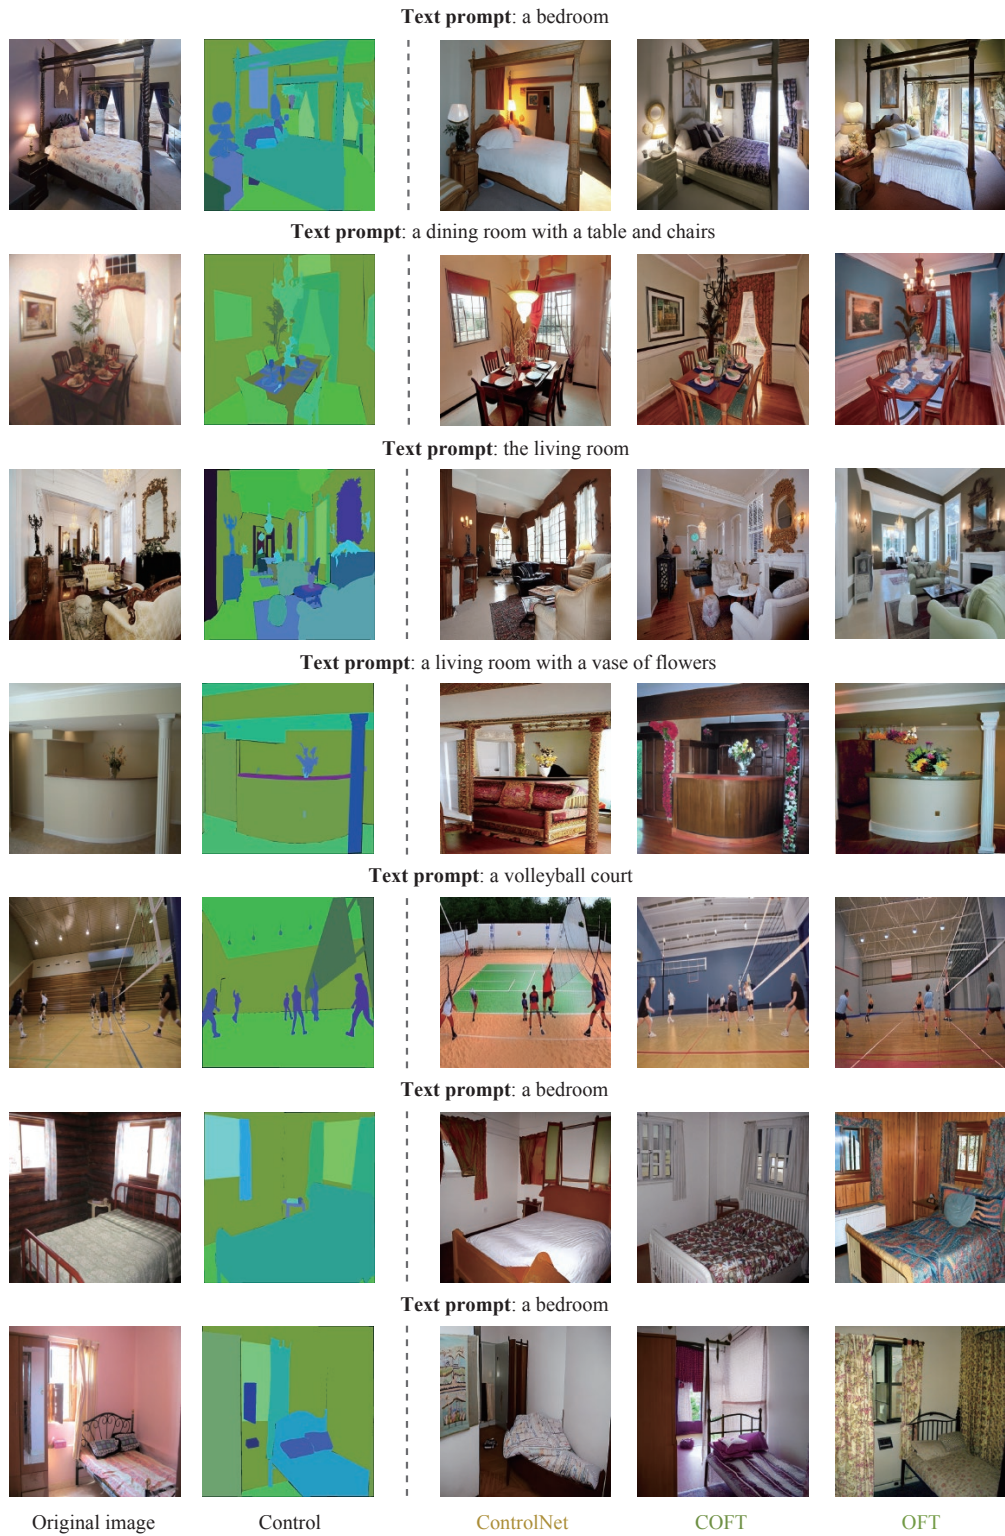 Text prompt: a bedroom
Text prompt: a dining room with a table and chairs
Text prompt: the living room
Text prompt: a living room with a vase of flowers
Text prompt: a volleyball court
Text prompt: a bedroom
Text prompt: a bedroom
Original image Control ControlNet COFT OFT